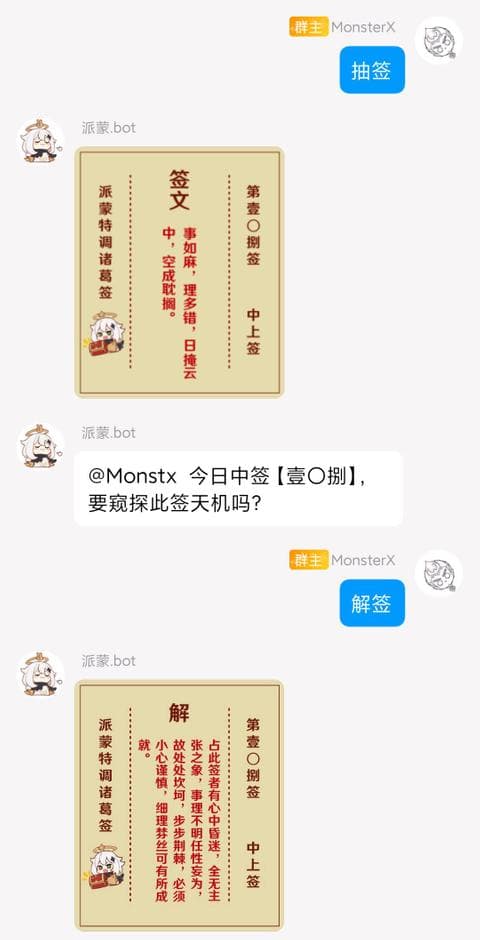 群主 MonsterX
抽签
派蒙.bot
第壹〇捌签 中上签
签文
事如麻，理多错，日掩云
中，空成耽搁。
派蒙特调诸葛签
派蒙.bot
@Monstx 今日中签【壹〇捌】，
要窥探此签天机吗？
群主 MonsterX
解签
派蒙.bot
第壹〇捌签 中上签
解
占此签者有心中昏迷，全无主
张之象，事理不明任性妄为，
故处处坎坷，步步荆棘，必须
小心谨慎，细理棼丝可有所成
就。
派蒙特调诸葛签